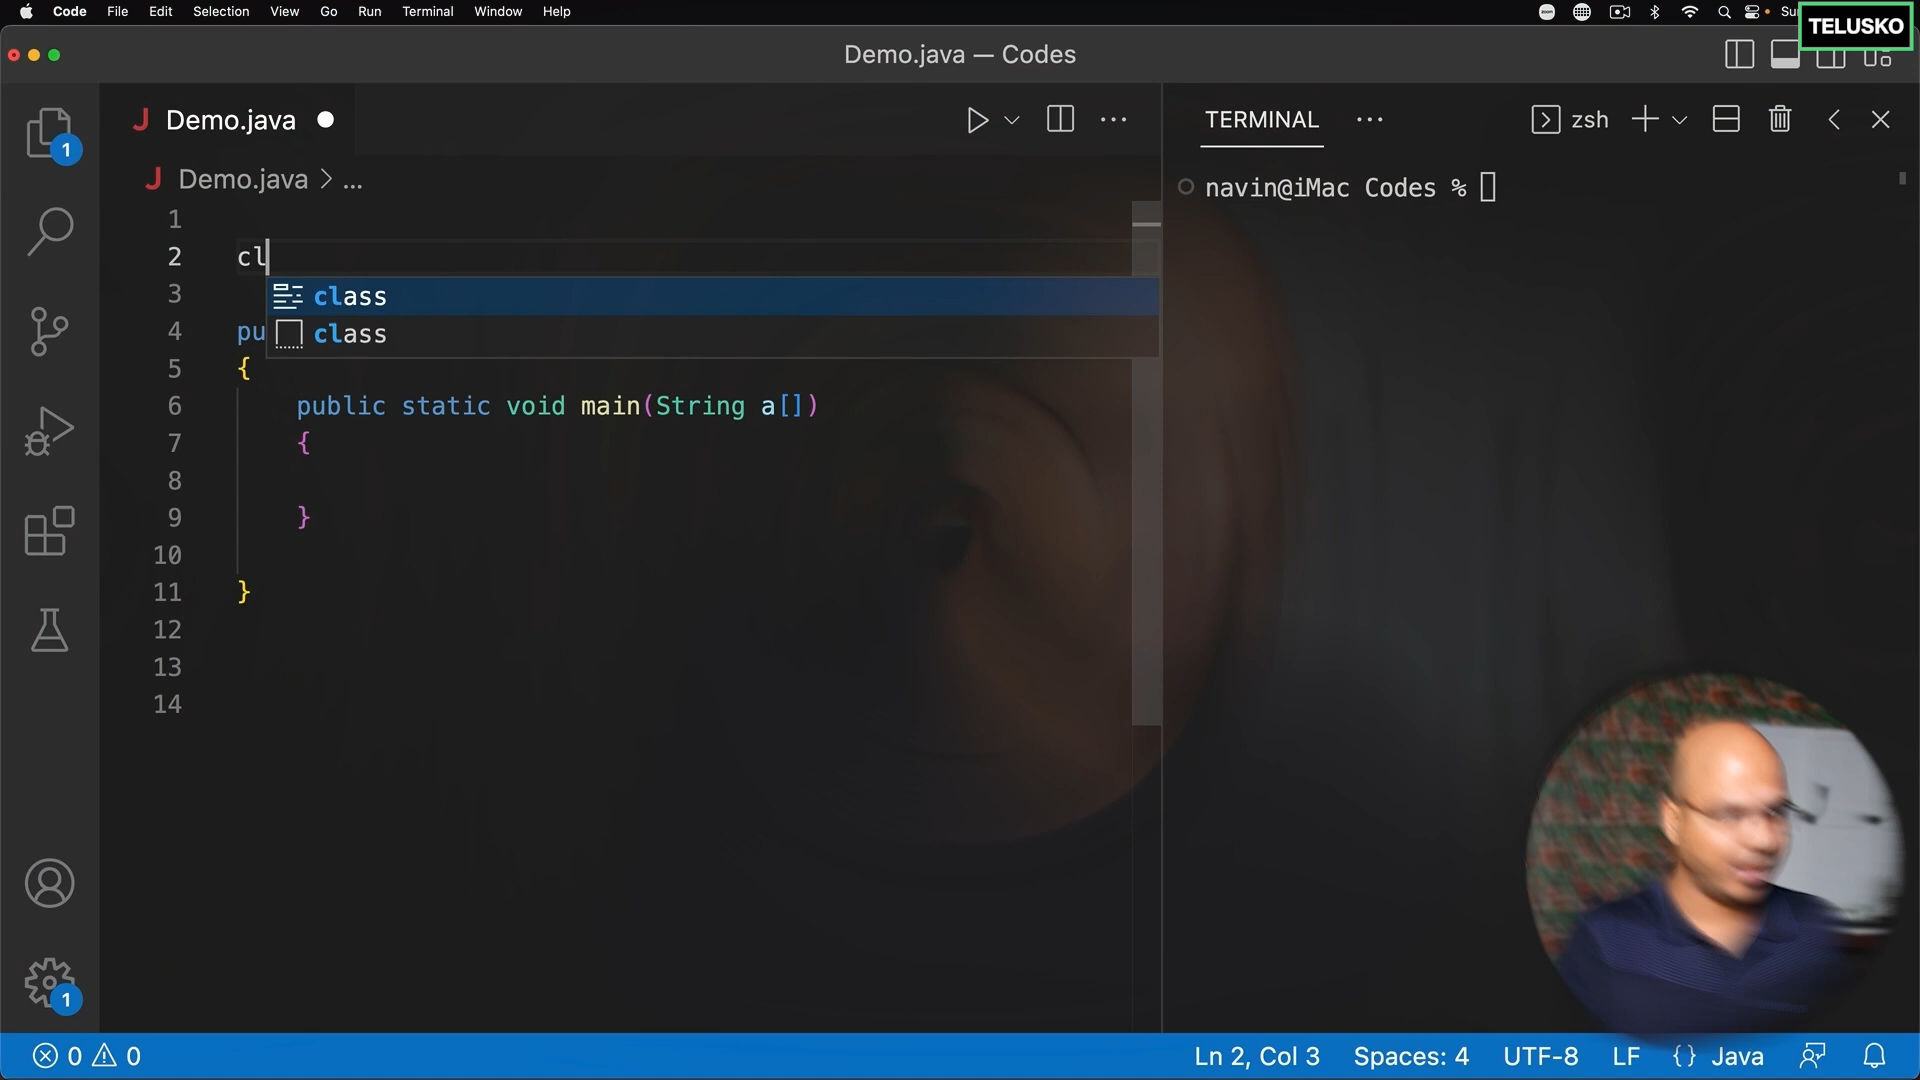 Code File Edit Selection View Go Run Terminal Window Help
zoom
TELUSKO
Demo.java — Codes
Demo.java
TERMINAL
zsh
1
Demo.java > ...
navin@iMac Codes %
1
2 cl
class
3
class
4 pu
5 {
6 public static void main(String a[])
7 {
8
9 }
10
11 }
12
13
14
1
0 0
Ln 2, Col 3 Spaces: 4 UTF-8 LF {} Java